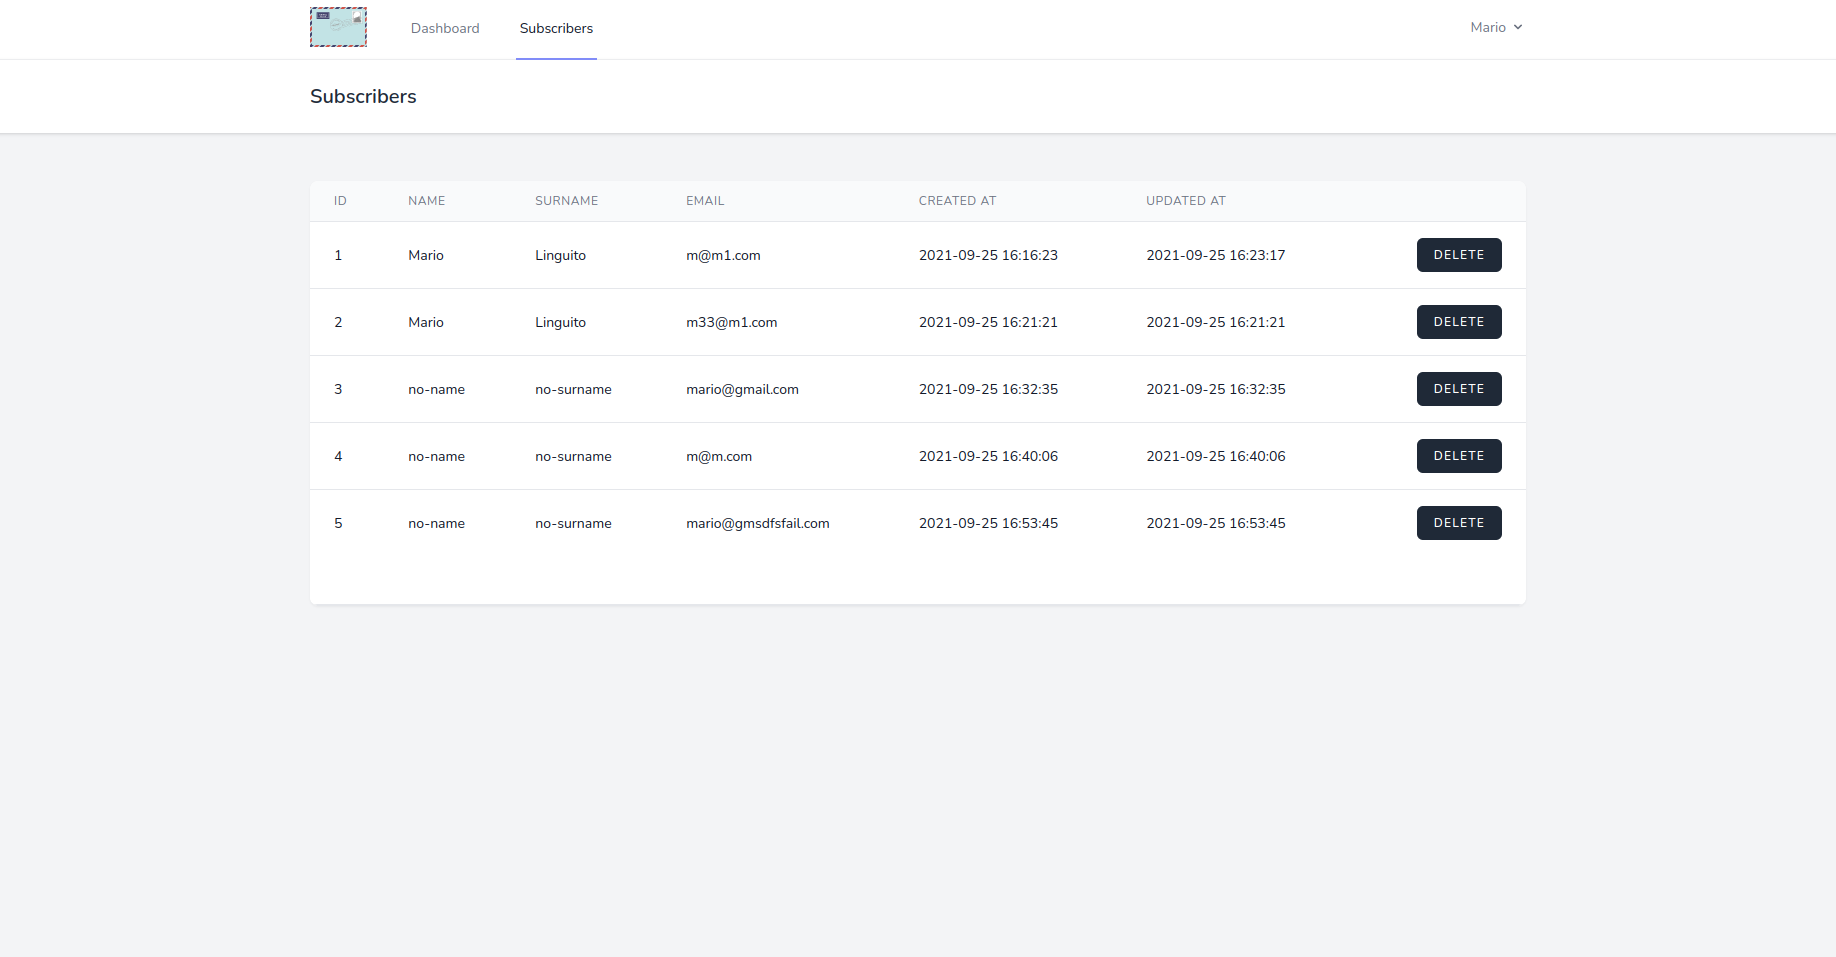 Dashboard Subscribers Mario
Subscribers
ID NAME SURNAME EMAIL CREATED AT UPDATED AT
1 Mario Linguito m@m1.com 2021-09-25 16:16:23 2021-09-25 16:23:17 DELETE
2 Mario Linguito m33@m1.com 2021-09-25 16:21:21 2021-09-25 16:21:21 DELETE
3 no-name no-surname mario@gmail.com 2021-09-25 16:32:35 2021-09-25 16:32:35 DELETE
4 no-name no-surname m@m.com 2021-09-25 16:40:06 2021-09-25 16:40:06 DELETE
5 no-name no-surname mario@gmsdfsfail.com 2021-09-25 16:53:45 2021-09-25 16:53:45 DELETE